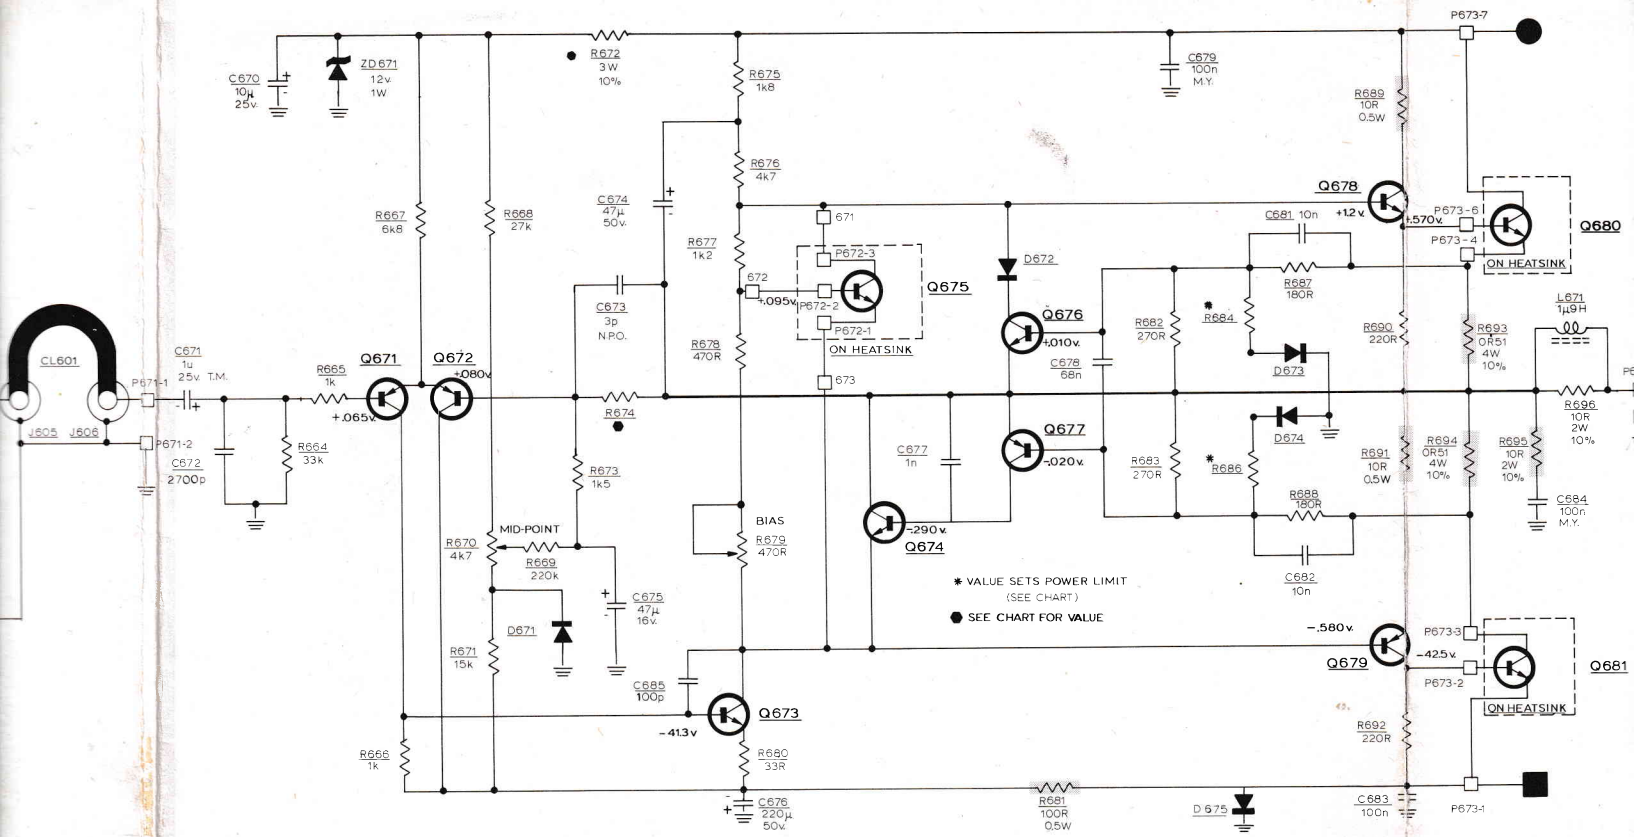 P673-7
C670
10µ
25v.
ZD671
12v.
1W
R672
3W
10%
R675
1k8
C679
100n
M.Y.
R689
10R
0.5W
R676
4k7
R667
6k8
R668
27k
C674
47µ
50v.
671
Q678
+1.2v.
+.570v.
P673-6
P673-4
Q680
ON HEATSINK
C681 10n
R687
180R
R677
1k2
672
+.095v.
P672-3
P672-2
P672-1
Q675
ON HEATSINK
D672
Q676
+.010v.
C673
3p
N.P.O.
R678
470R
R682
270R
*
R684
R690
220R
R693
0R51
4W
10%
L671
1µ9H
CL601
C671
1u
25v. T.M.
P671-1
R665
1k
Q671
+.065v.
Q672
+.080v.
673
C678
68n
D673
R674
R696
10R
2W
10%
J605 J606
P671-2
C672
2700p
R664
33k
R673
1k5
C677
1n
Q677
-.020v.
R683
270R
D674
*
R686
R691
10R
0.5W
R694
0R51
4W
10%
R695
10R
2W
10%
C684
100n
M.Y.
R688
180R
C682
10n
MID-POINT
R670
4k7
R669
220k
BIAS
R679
470R
-.290v.
Q674
* VALUE SETS POWER LIMIT
(SEE CHART)
SEE CHART FOR VALUE
D671
C675
47µ
16v.
R671
15k
C685
100p
-.580v.
Q679
P673-3
-42.5v.
P673-2
Q681
ON HEATSINK
Q673
-41.3v
R666
1k
R680
33R
R692
220R
C676
220µ
50v.
R681
100R
0.5W
D675
C683
100n
P673-1